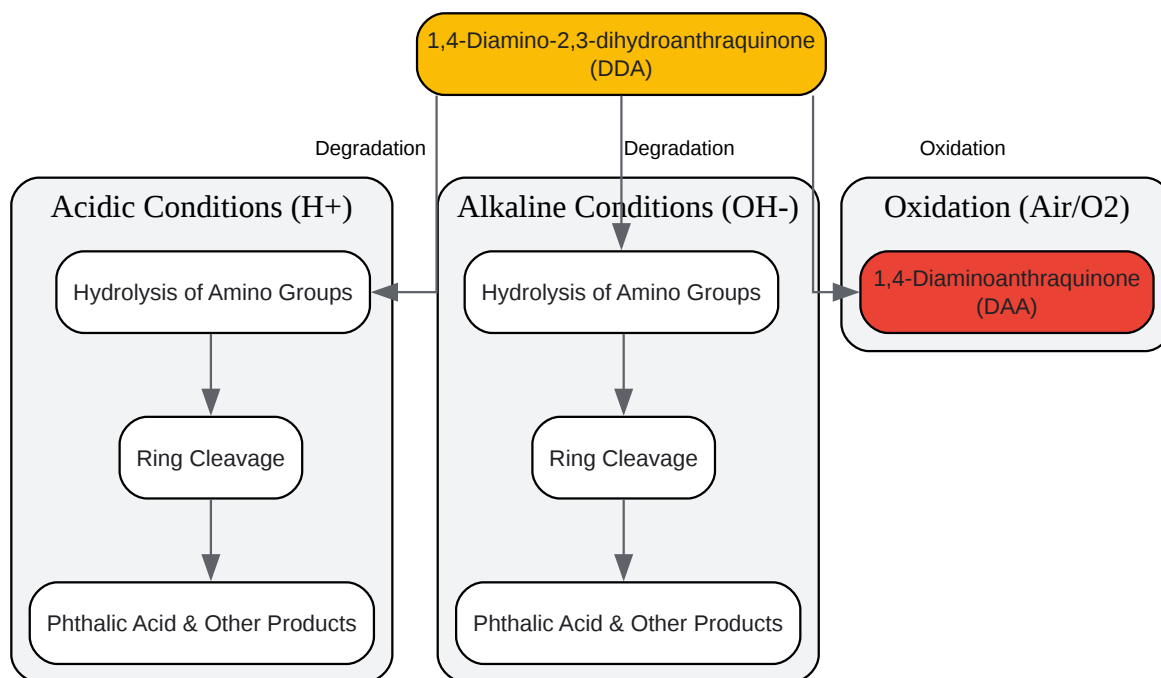 1,4-Diamino-2,3-dihydroanthraquinone
(DDA)
Degradation
Degradation
Oxidation
Acidic Conditions (H+)
Alkaline Conditions (OH-)
Oxidation (Air/O2)
Hydrolysis of Amino Groups
Hydrolysis of Amino Groups
1,4-Diaminoanthraquinone
(DAA)
Ring Cleavage
Ring Cleavage
Phthalic Acid & Other Products
Phthalic Acid & Other Products